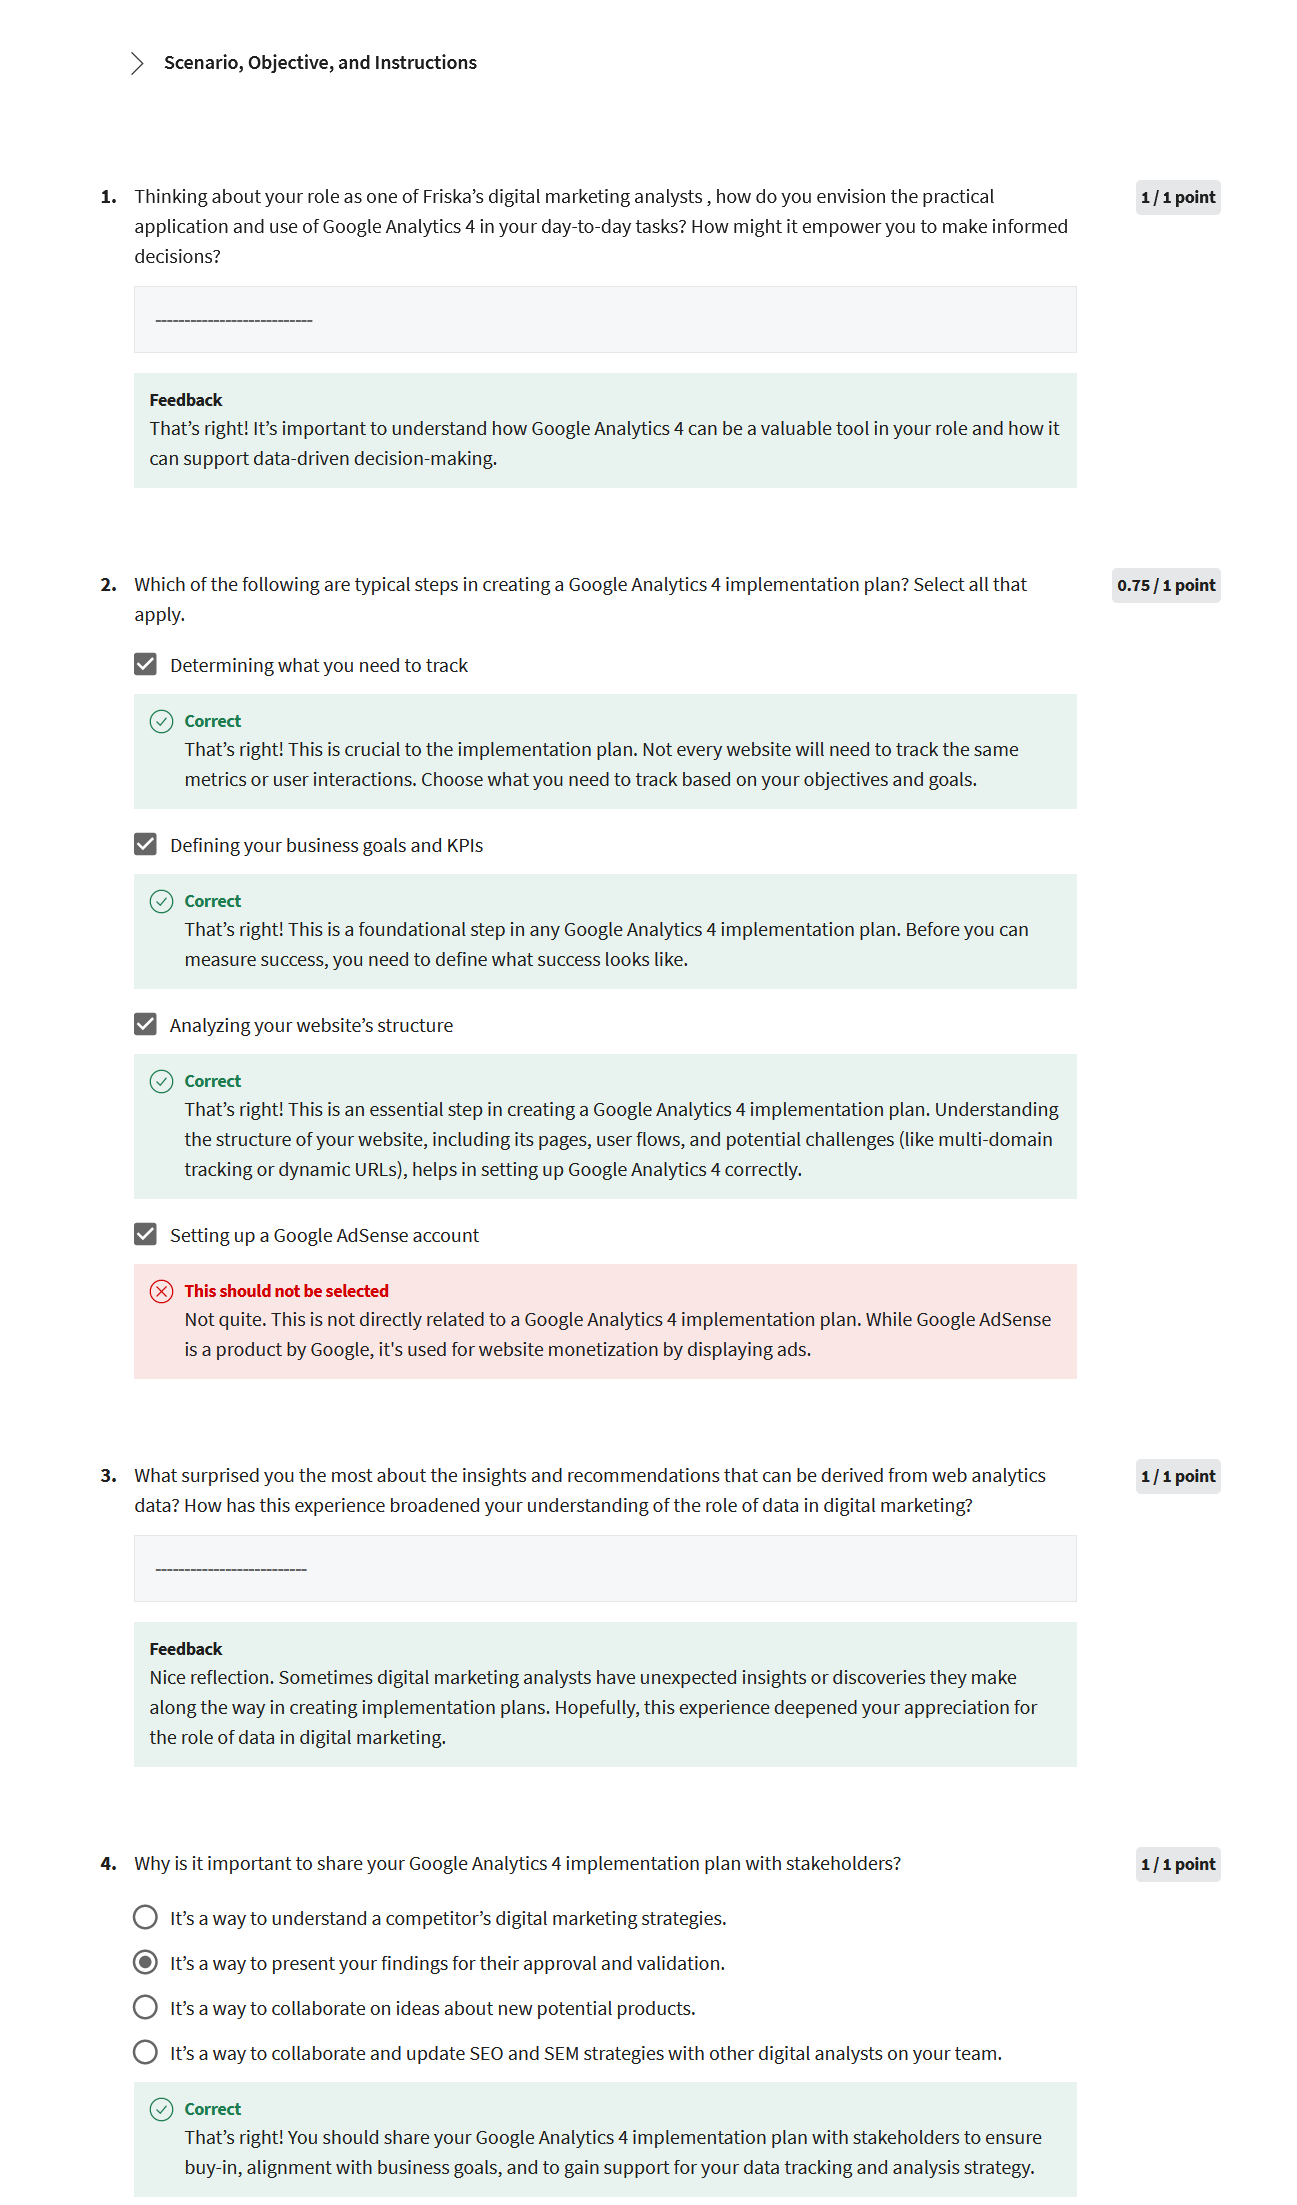 Scenario, Objective, and Instructions
1. Thinking about your role as one of Friska’s digital marketing analysts , how do you envision the practical
application and use of Google Analytics 4 in your day-to-day tasks? How might it empower you to make informed
decisions?
1 / 1 point
---------------------------
Feedback
That’s right! It’s important to understand how Google Analytics 4 can be a valuable tool in your role and how it
can support data-driven decision-making.
2. Which of the following are typical steps in creating a Google Analytics 4 implementation plan? Select all that
apply.
0.75 / 1 point
Determining what you need to track
Correct
That’s right! This is crucial to the implementation plan. Not every website will need to track the same
metrics or user interactions. Choose what you need to track based on your objectives and goals.
Defining your business goals and KPIs
Correct
That’s right! This is a foundational step in any Google Analytics 4 implementation plan. Before you can
measure success, you need to define what success looks like.
Analyzing your website’s structure
Correct
That’s right! This is an essential step in creating a Google Analytics 4 implementation plan. Understanding
the structure of your website, including its pages, user flows, and potential challenges (like multi-domain
tracking or dynamic URLs), helps in setting up Google Analytics 4 correctly.
Setting up a Google AdSense account
This should not be selected
Not quite. This is not directly related to a Google Analytics 4 implementation plan. While Google AdSense
is a product by Google, it's used for website monetization by displaying ads.
3. What surprised you the most about the insights and recommendations that can be derived from web analytics
data? How has this experience broadened your understanding of the role of data in digital marketing?
1 / 1 point
--------------------------
Feedback
Nice reflection. Sometimes digital marketing analysts have unexpected insights or discoveries they make
along the way in creating implementation plans. Hopefully, this experience deepened your appreciation for
the role of data in digital marketing.
4. Why is it important to share your Google Analytics 4 implementation plan with stakeholders?
1 / 1 point
It’s a way to understand a competitor’s digital marketing strategies.
It’s a way to present your findings for their approval and validation.
It’s a way to collaborate on ideas about new potential products.
It’s a way to collaborate and update SEO and SEM strategies with other digital analysts on your team.
Correct
That’s right! You should share your Google Analytics 4 implementation plan with stakeholders to ensure
buy-in, alignment with business goals, and to gain support for your data tracking and analysis strategy.